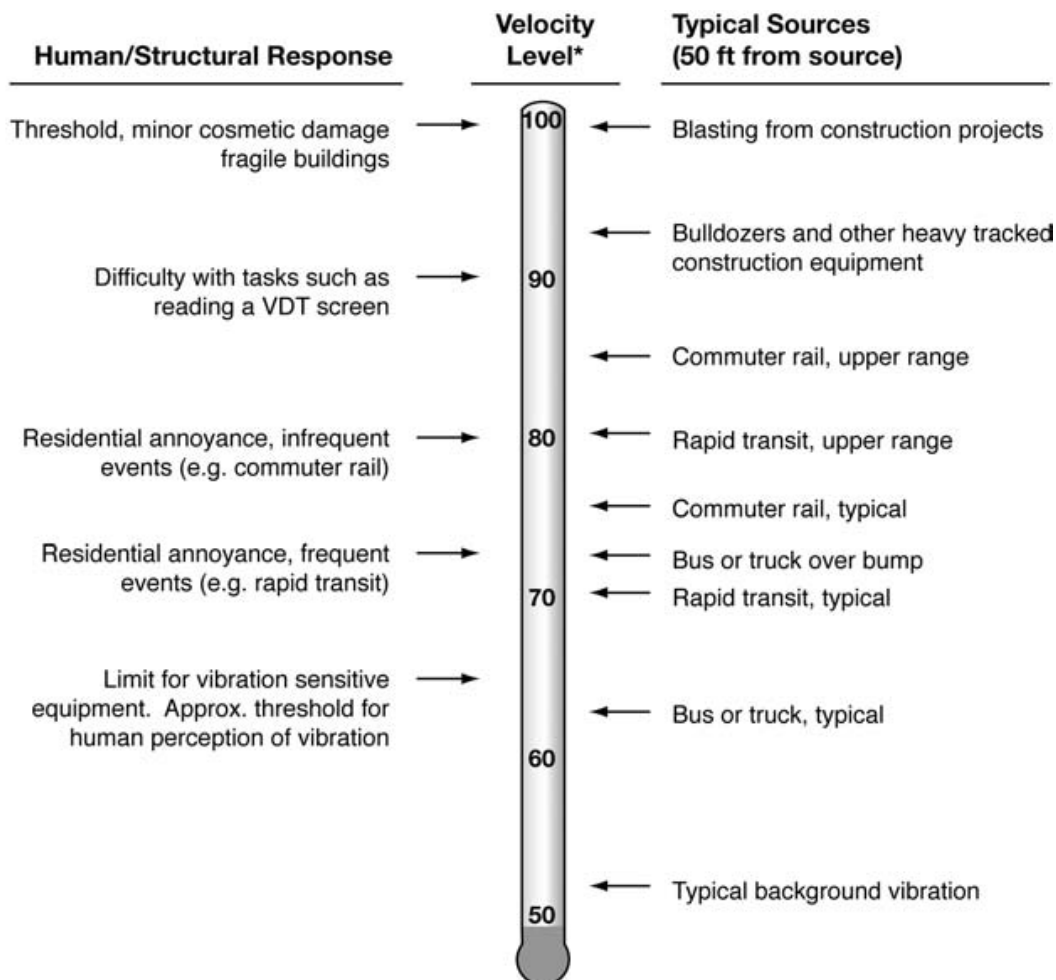 Human/Structural Response
Velocity
Level*
Typical Sources
(50 ft from source)
Threshold, minor cosmetic damage
fragile buildings
100
Blasting from construction projects
Bulldozers and other heavy tracked
construction equipment
Difficulty with tasks such as
reading a VDT screen
90
Commuter rail, upper range
Residential annoyance, infrequent
events (e.g. commuter rail)
80
Rapid transit, upper range
Commuter rail, typical
Residential annoyance, frequent
events (e.g. rapid transit)
Bus or truck over bump
70
Rapid transit, typical
Limit for vibration sensitive
equipment.  Approx. threshold for
human perception of vibration
Bus or truck, typical
60
Typical background vibration
50